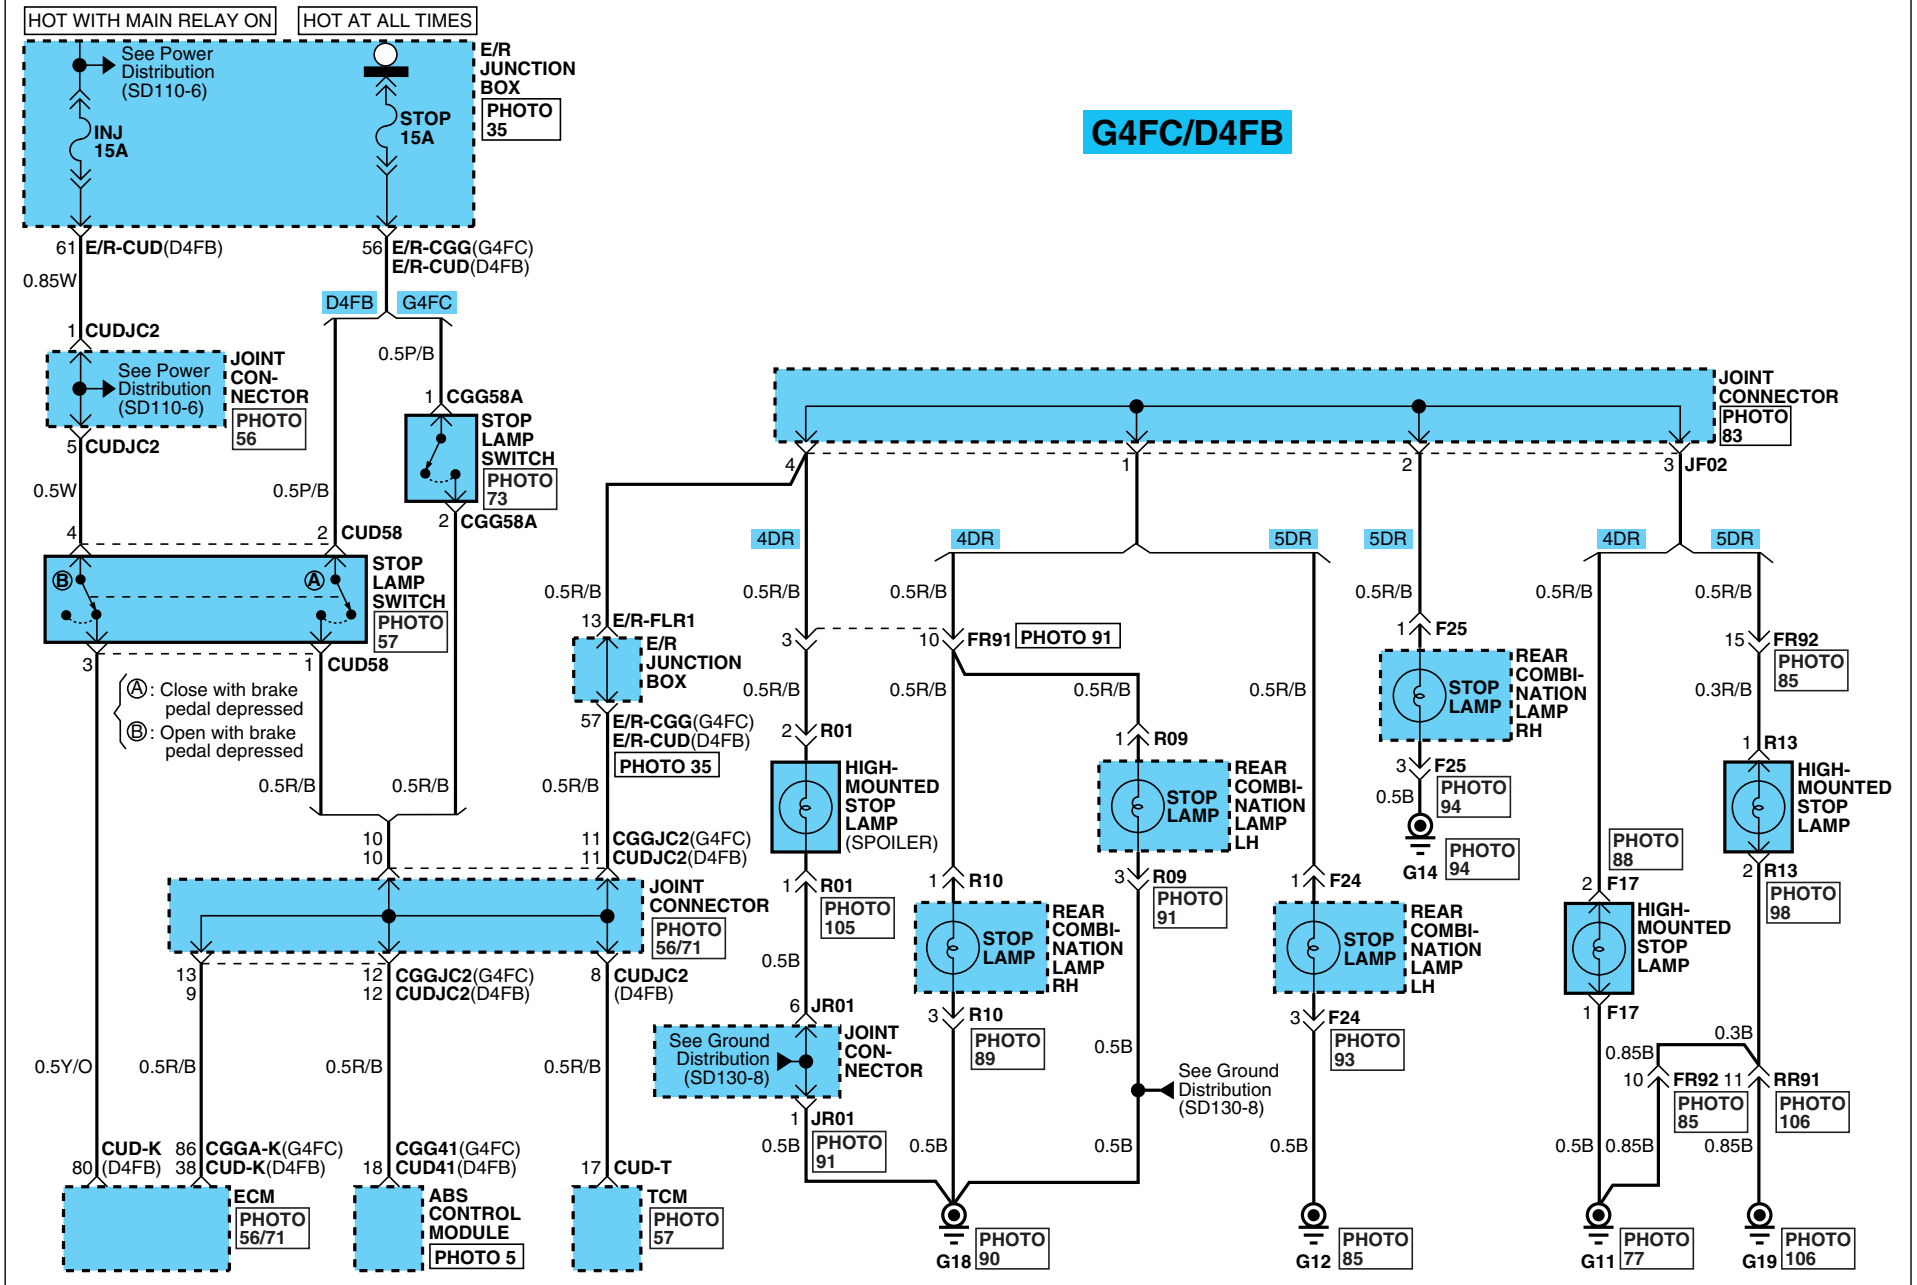 HOT WITH MAIN RELAY ON
HOT AT ALL TIMES
See Power
Distribution
(SD110-6)
INJ
15A
STOP
15A
E/R
JUNCTION
BOX
PHOTO
35
G4FC/D4FB
61 E/R-CUD(D4FB)
56 E/R-CGG(G4FC)
E/R-CUD(D4FB)
0.85W
D4FB
G4FC
1 CUDJC2
0.5P/B
See Power
Distribution
(SD110-6)
JOINT
CON-
NECTOR
PHOTO
56
5 CUDJC2
1 CGG58A
STOP
LAMP
SWITCH
PHOTO
73
2 CGG58A
0.5W
0.5P/B
4
2 CUD58
B
A
STOP
LAMP
SWITCH
PHOTO
57
3
1 CUD58
A : Close with brake
pedal depressed
B : Open with brake
pedal depressed
0.5R/B
0.5R/B
10
10
JOINT
CONNECTOR
PHOTO
83
4
1
2
3 JF02
4DR
4DR
5DR
5DR
4DR
5DR
0.5R/B
0.5R/B
0.5R/B
0.5R/B
0.5R/B
0.5R/B
13 E/R-FLR1
E/R
JUNCTION
BOX
57 E/R-CGG(G4FC)
E/R-CUD(D4FB)
PHOTO 35
0.5R/B
11 CGGJC2(G4FC)
11 CUDJC2(D4FB)
JOINT
CONNECTOR
PHOTO
56/71
13
9
12 CGGJC2(G4FC)
12 CUDJC2(D4FB)
8 CUDJC2
(D4FB)
0.5Y/O
0.5R/B
0.5R/B
0.5R/B
CUD-K
80 (D4FB)
86 CGGA-K(G4FC)
38 CUD-K(D4FB)
CGG41(G4FC)
18 CUD41(D4FB)
17 CUD-T
ECM
PHOTO
56/71
ABS
CONTROL
MODULE
PHOTO 5
TCM
PHOTO
57
3
10 FR91
PHOTO 91
0.5R/B
0.5R/B
0.5R/B
0.5R/B
2 R01
HIGH-
MOUNTED
STOP
LAMP
(SPOILER)
1 R01
PHOTO
105
0.5B
6 JR01
See Ground
Distribution
(SD130-8)
JOINT
CON-
NECTOR
1 JR01
PHOTO
91
0.5B
1 R10
STOP
LAMP
REAR
COMBI-
NATION
LAMP
RH
3 R10
PHOTO
89
0.5B
1 R09
STOP
LAMP
REAR
COMBI-
NATION
LAMP
LH
3 R09
PHOTO
91
0.5B
See Ground
Distribution
(SD130-8)
0.5B
G18
PHOTO
90
1 F24
STOP
LAMP
REAR
COMBI-
NATION
LAMP
LH
3 F24
PHOTO
93
0.5B
G12
PHOTO
85
1 F25
STOP
LAMP
REAR
COMBI-
NATION
LAMP
RH
3 F25
PHOTO
94
0.5B
G14
PHOTO
94
PHOTO
88
2 F17
HIGH-
MOUNTED
STOP
LAMP
1 F17
0.5B
G11
PHOTO
77
15 FR92
PHOTO
85
0.3R/B
1 R13
HIGH-
MOUNTED
STOP
LAMP
2 R13
PHOTO
98
0.3B
0.85B
10 FR92
PHOTO
85
11 RR91
PHOTO
106
0.85B
0.85B
G19
PHOTO
106